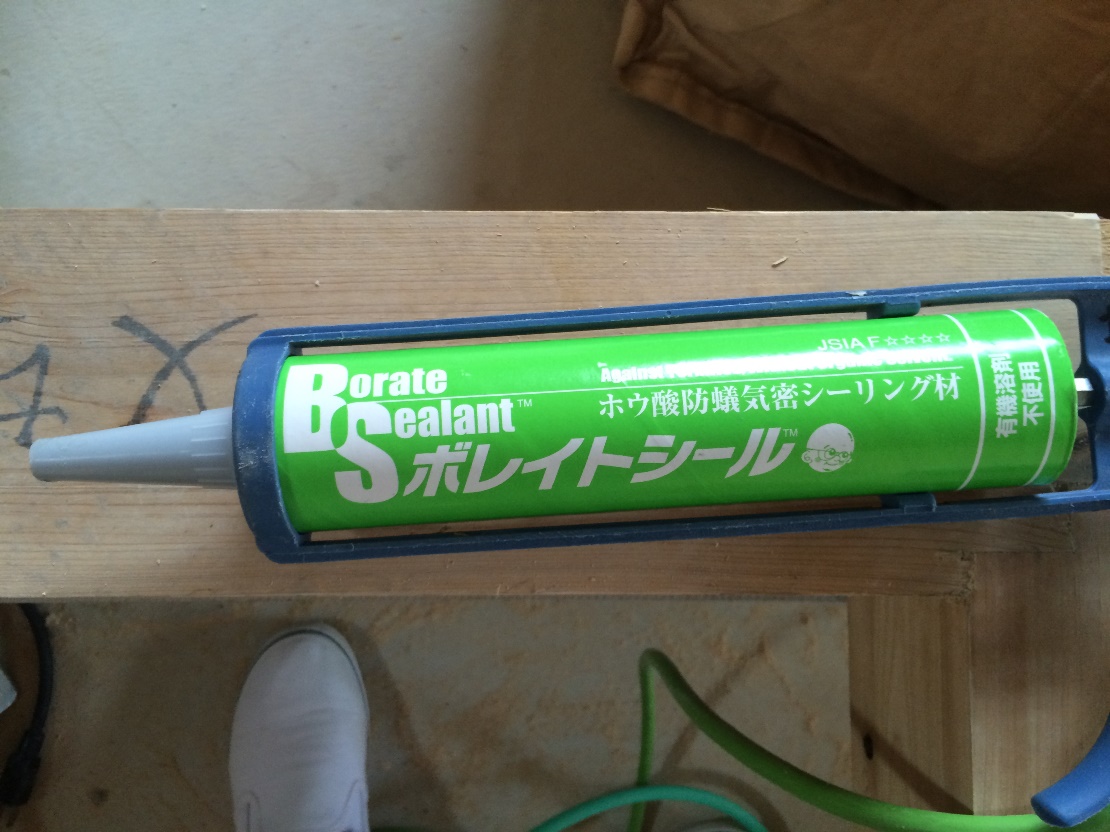 Borate
Sealant™
ボレイトシール™
JSIA F☆☆☆☆
Against
ホウ酸防蟻気密シーリング材
有機溶剤
不使用